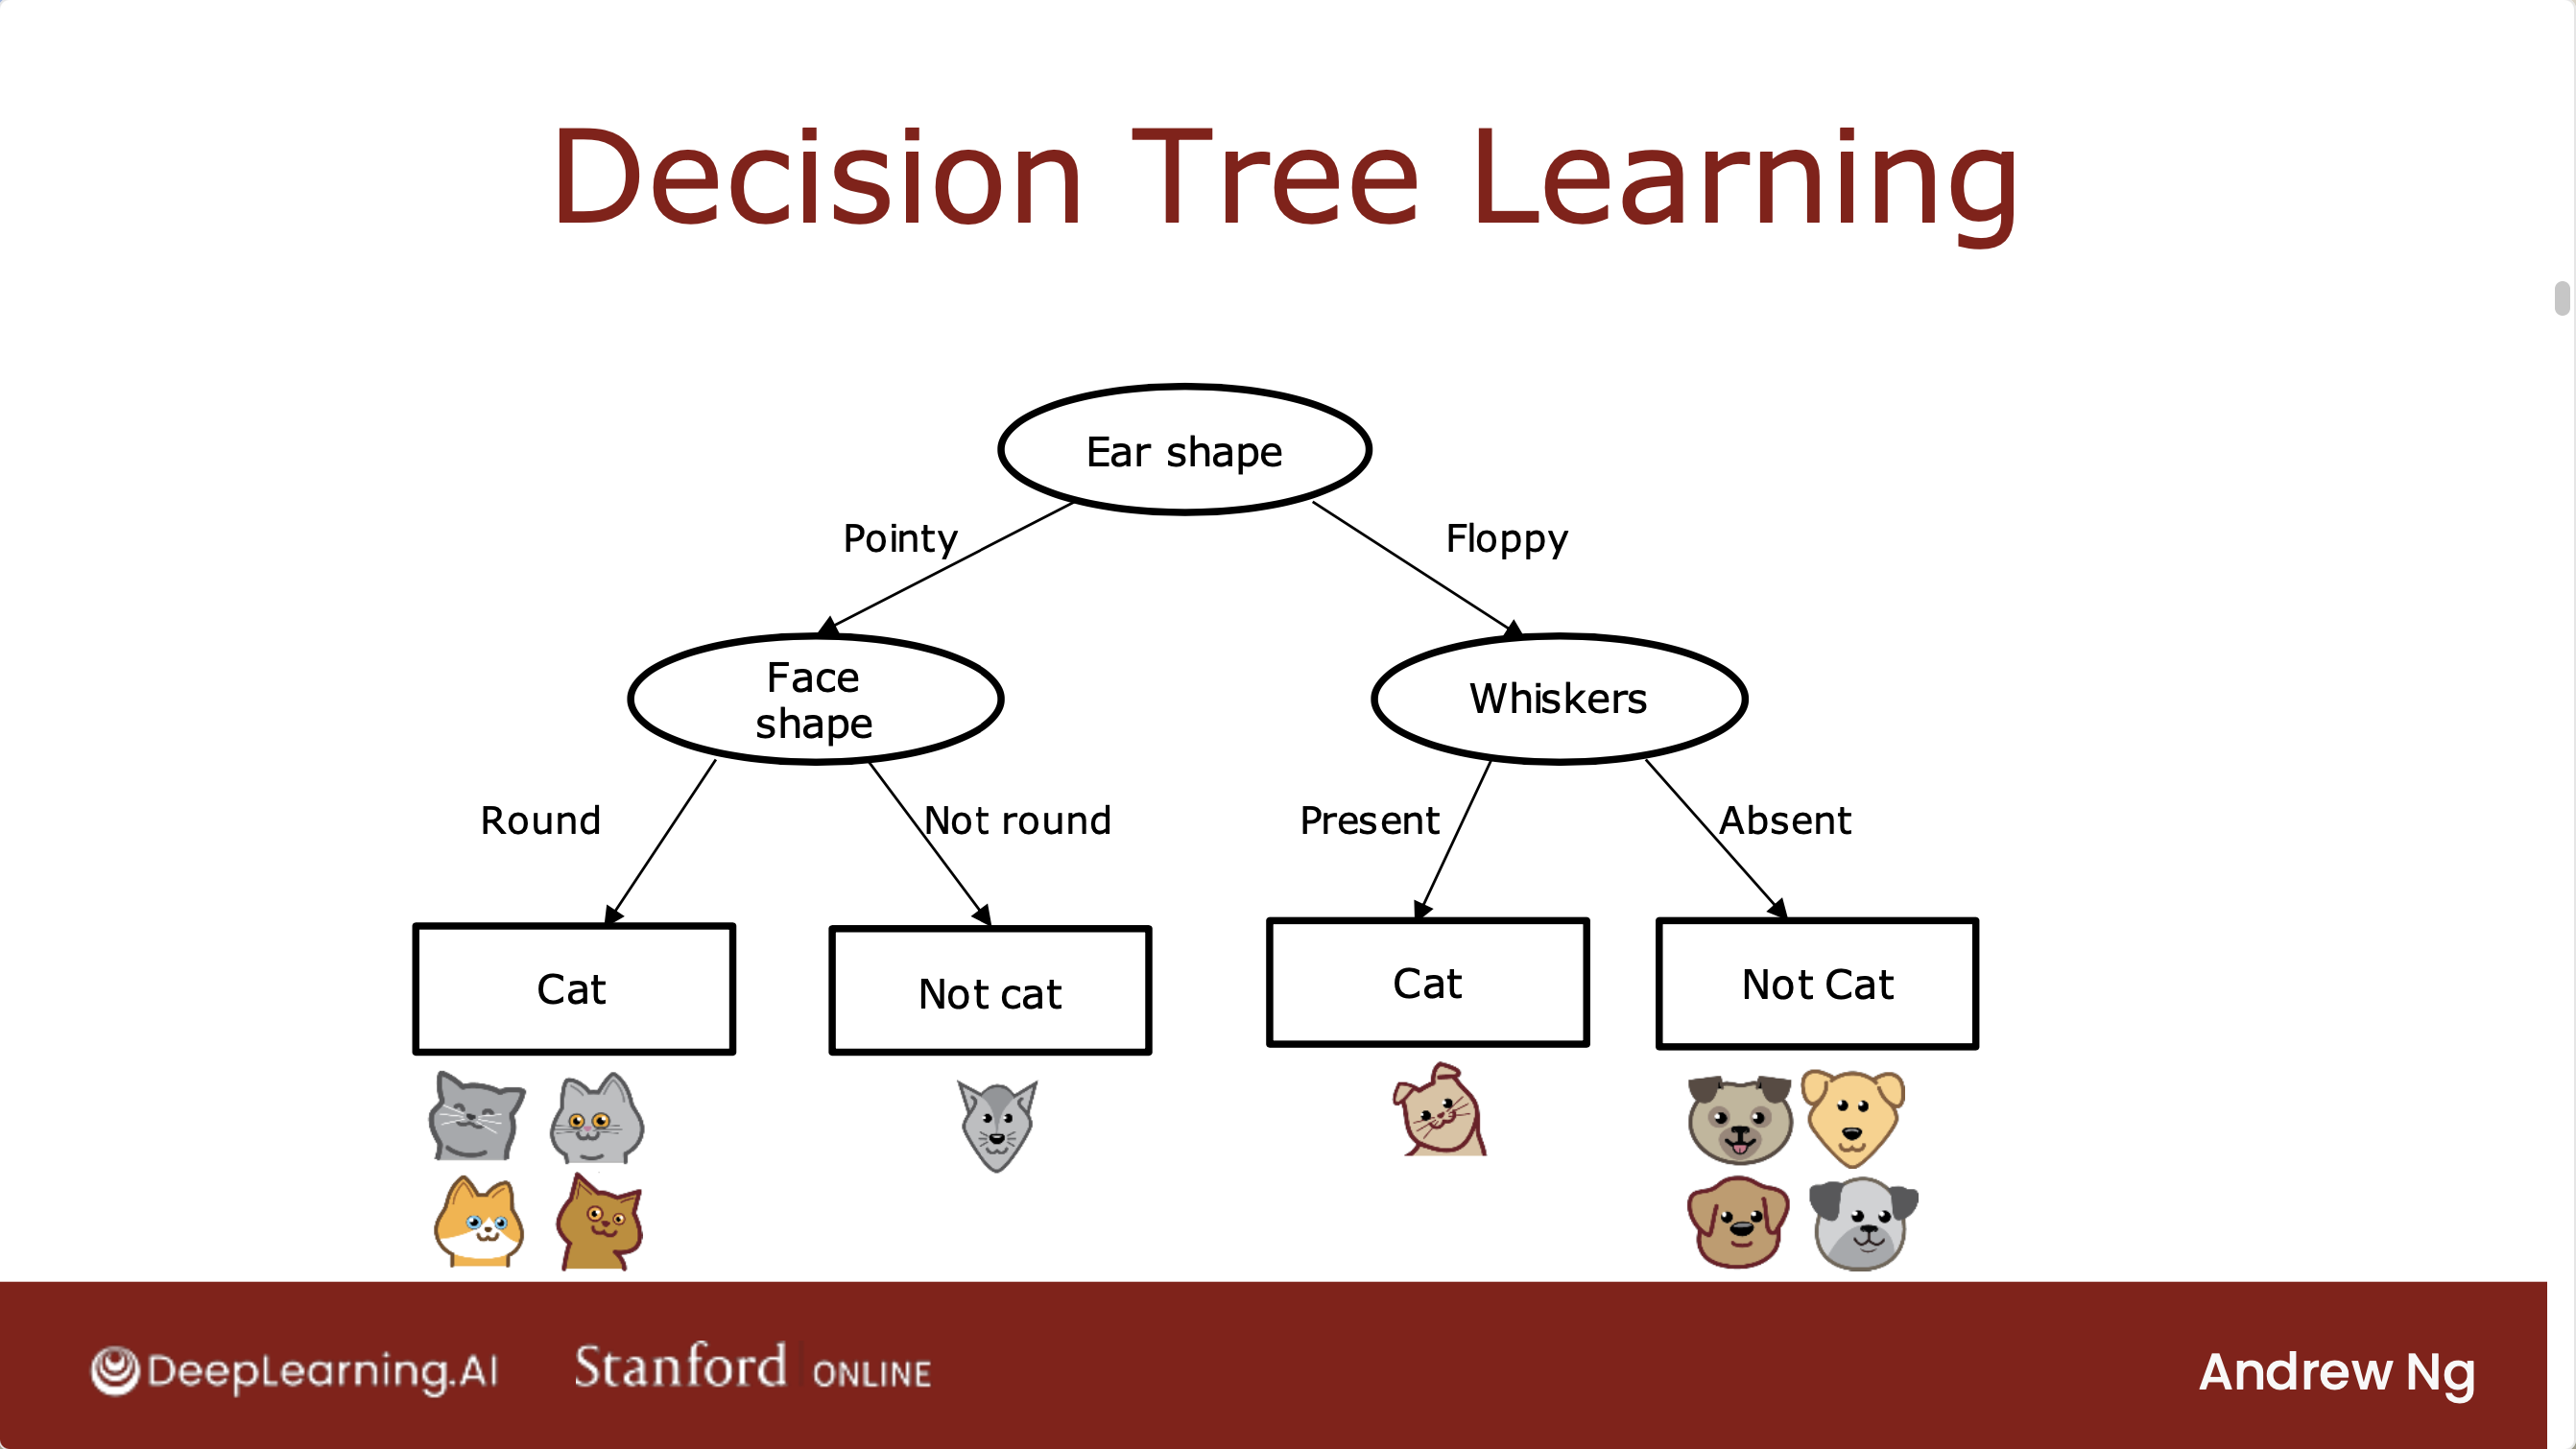 Decision Tree Learning
Ear shape
Pointy
Floppy
Face
shape
Whiskers
Round
Not round
Present
Absent
Cat
Not cat
Cat
Not Cat
DeepLearning.AI
Stanford ONLINE
Andrew Ng